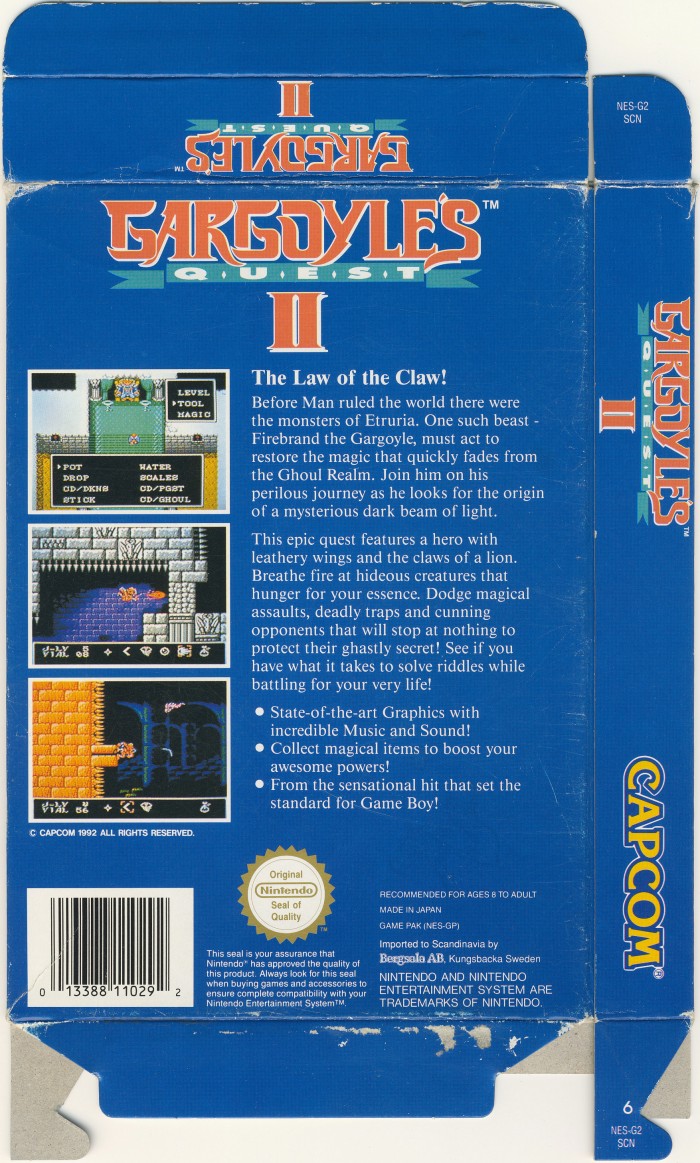 II
QUEST
GARGOYLE'S™
NES-G2
SCN
GARGOYLE'S™
QUEST
II
The Law of the Claw!
Before Man ruled the world there were
the monsters of Etruria. One such beast -
Firebrand the Gargoyle, must act to
restore the magic that quickly fades from
the Ghoul Realm. Join him on his
perilous journey as he looks for the origin
of a mysterious dark beam of light.
This epic quest features a hero with
leathery wings and the claws of a lion.
Breathe fire at hideous creatures that
hunger for your essence. Dodge magical
assaults, deadly traps and cunning
opponents that will stop at nothing to
protect their ghastly secret! See if you
have what it takes to solve riddles while
battling for your very life!
• State-of-the-art Graphics with
incredible Music and Sound!
• Collect magical items to boost your
awesome powers!
• From the sensational hit that set the
standard for Game Boy!
LEVEL
TOOL
MAGIC
POT WATER
DROP SCALES
CD/DKNS CD/PGST
STICK CD/GHOUL
VIAL 08
VIAL 56
© CAPCOM 1992 ALL RIGHTS RESERVED.
0 13388 11029 2
Original
Nintendo
Seal of
Quality
TM
This seal is your assurance that
Nintendo® has approved the quality of
this product. Always look for this seal
when buying games and accessories to
ensure complete compatibility with your
Nintendo Entertainment System™.
RECOMMENDED FOR AGES 8 TO ADULT
MADE IN JAPAN
GAME PAK (NES-GP)
Imported to Scandinavia by
Bergsala AB, Kungsbacka Sweden
NINTENDO AND NINTENDO
ENTERTAINMENT SYSTEM ARE
TRADEMARKS OF NINTENDO.
GARGOYLE'S™
QUEST
II
CAPCOM®
6
NES-G2
SCN